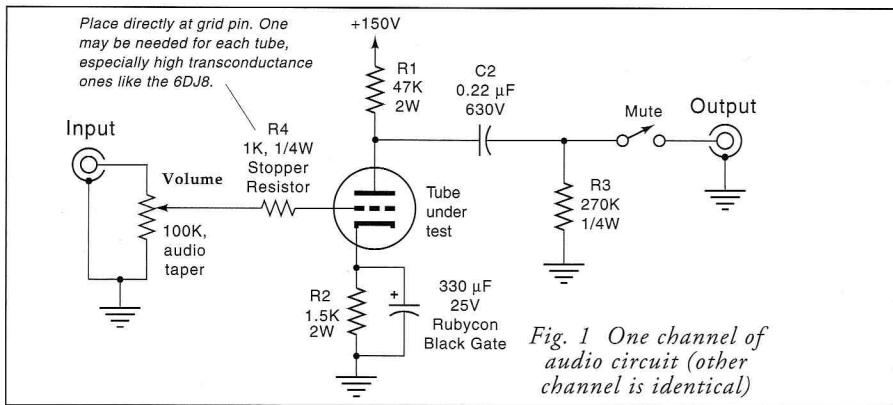 Place directly at grid pin. One
may be needed for each tube,
especially high transconductance
ones like the 6DJ8.
+150V
R1
47K
2W
C2
0.22 µF
630V
Mute
Output
Input
Volume
100K,
audio
taper
R4
1K, 1/4W
Stopper
Resistor
Tube
under
test
R3
270K
1/4W
R2
1.5K
2W
+
330 µF
25V
Rubycon
Black Gate
Fig. 1 One channel of
audio circuit (other
channel is identical)